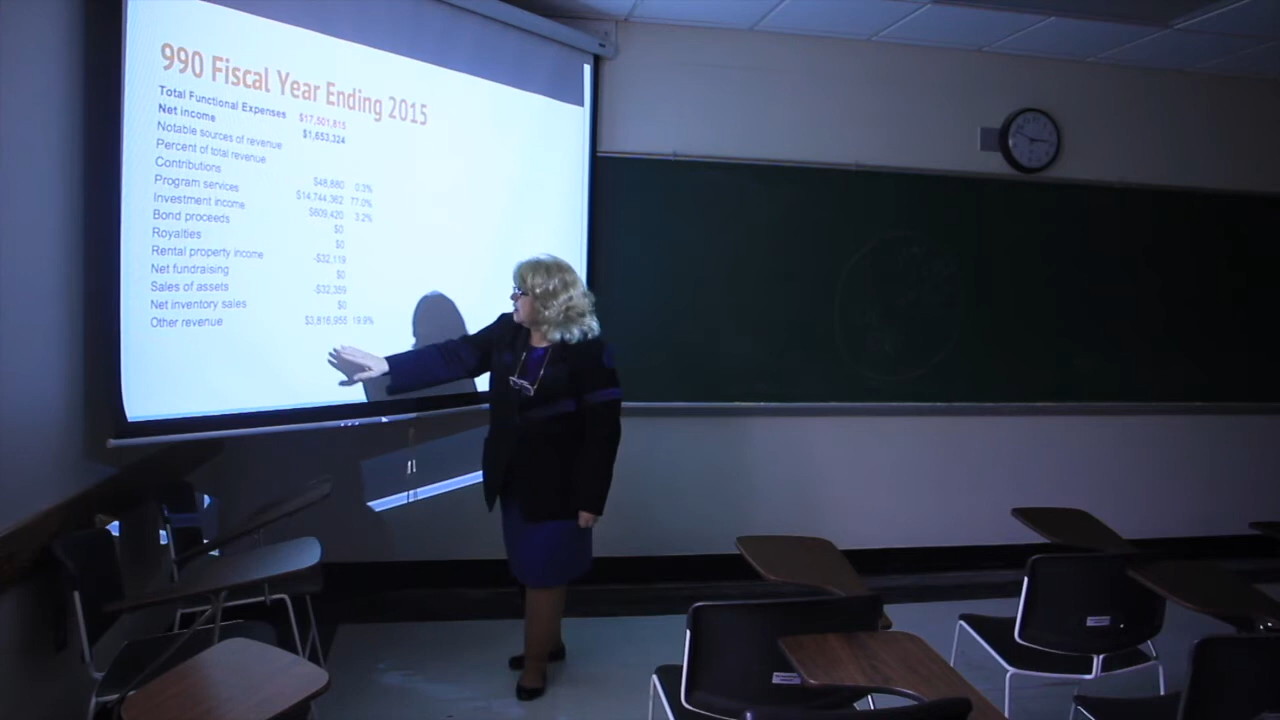 990 Fiscal Year Ending 2015
Total Functional Expenses $17,501,815
Net income $1,653,324
Notable sources of revenue
Percent of total revenue
Contributions $48,880 0.3%
Program services $14,744,362 77.0%
Investment income $609,420 3.2%
Bond proceeds $0
Royalties $0
Rental property income -$32,119
Net fundraising $0
Sales of assets -$32,359
Net inventory sales $0
Other revenue $3,816,955 19.9%